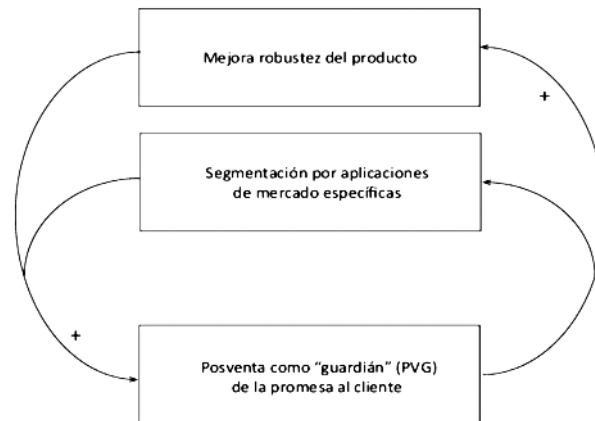 Mejora robustez del producto
+
Segmentación por aplicaciones
de mercado específicas
+
Posventa como “guardián” (PVG)
de la promesa al cliente